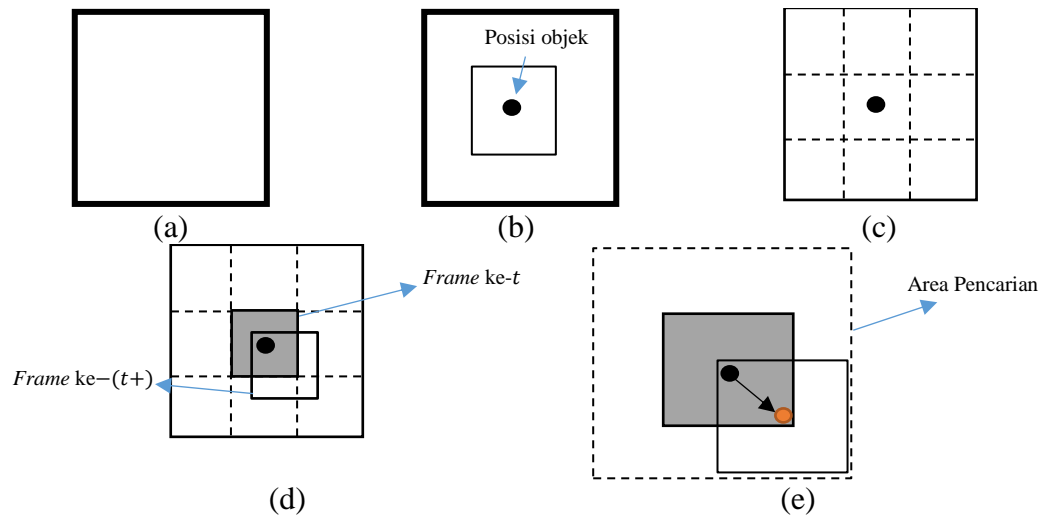 Posisi objek
(a)
(b)
(c)
Frame ke-t
Area Pencarian
Frame ke−(t+)
(d)
(e)